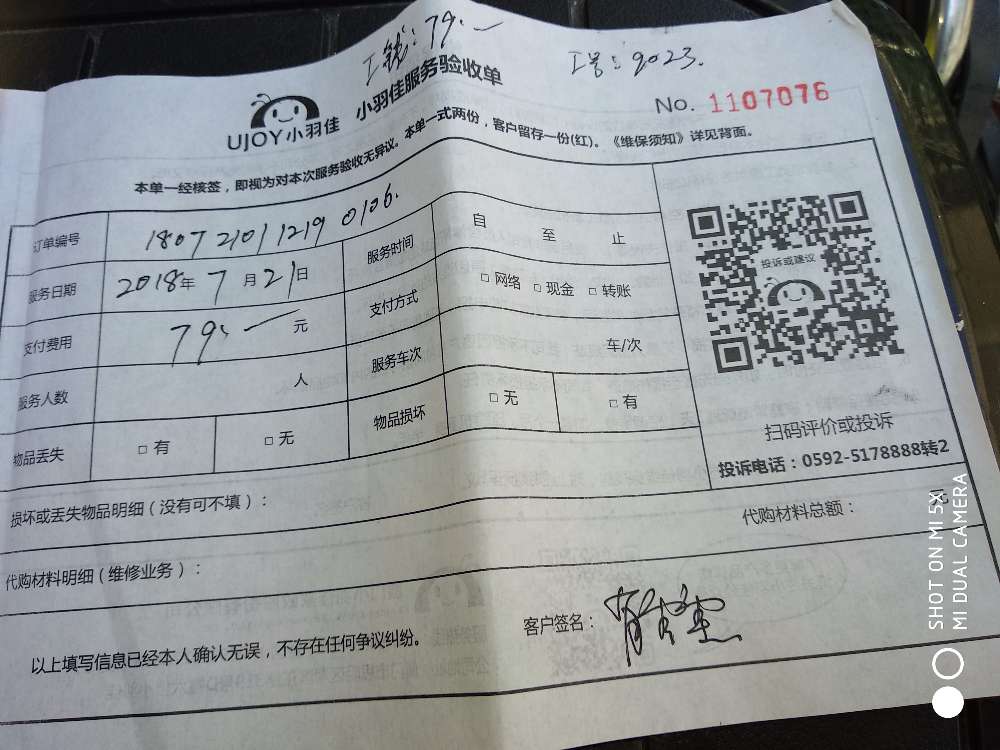 工钱：79.一
工号：9023.
UJOY小羽佳 小羽佳服务验收单
No. 1107076
本单一经核签，即视为对本次服务验收无异议。本单一式两份，客户留存一份(红)。《维保须知》详见背面。
订单编号 18072101 1219 0106.
服务时间 自 至 止
服务日期 2018年7月21日
支付方式 □ 网络 □ 现金 □ 转账
支付费用 79.一 元
服务车次 车/次
服务人数 人
物品损坏 □ 无 □ 有
物品丢失 □ 有 □ 无
投诉或建议
扫码评价或投诉
投诉电话：0592-5178888转2
损坏或丢失物品明细（没有可不填）：
代购材料总额： 元
代购材料明细（维修业务）：
以上填写信息已经本人确认无误，不存在任何争议纠纷。
客户签名：
SHOT ON MI 5X
MI DUAL CAMERA